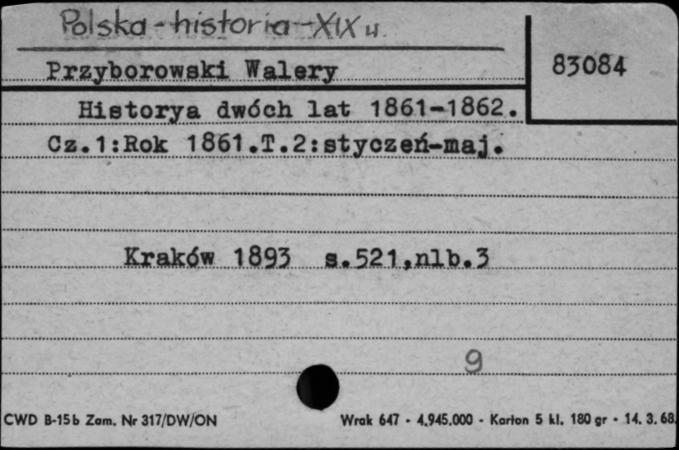 Polska - historia - XIX w.
Przyborowski Walery
83084
Historya dwóch lat 1861-1862.
Cz.1:Rok 1861.T.2:styczeń-maj.
Kraków 1893 s.521,nlb.3
9
CWD B-15b Zam. Nr 317/DW/ON
Wrak 647 - 4.945.000 - Karton 5 kl. 180 gr - 14. 3. 68.